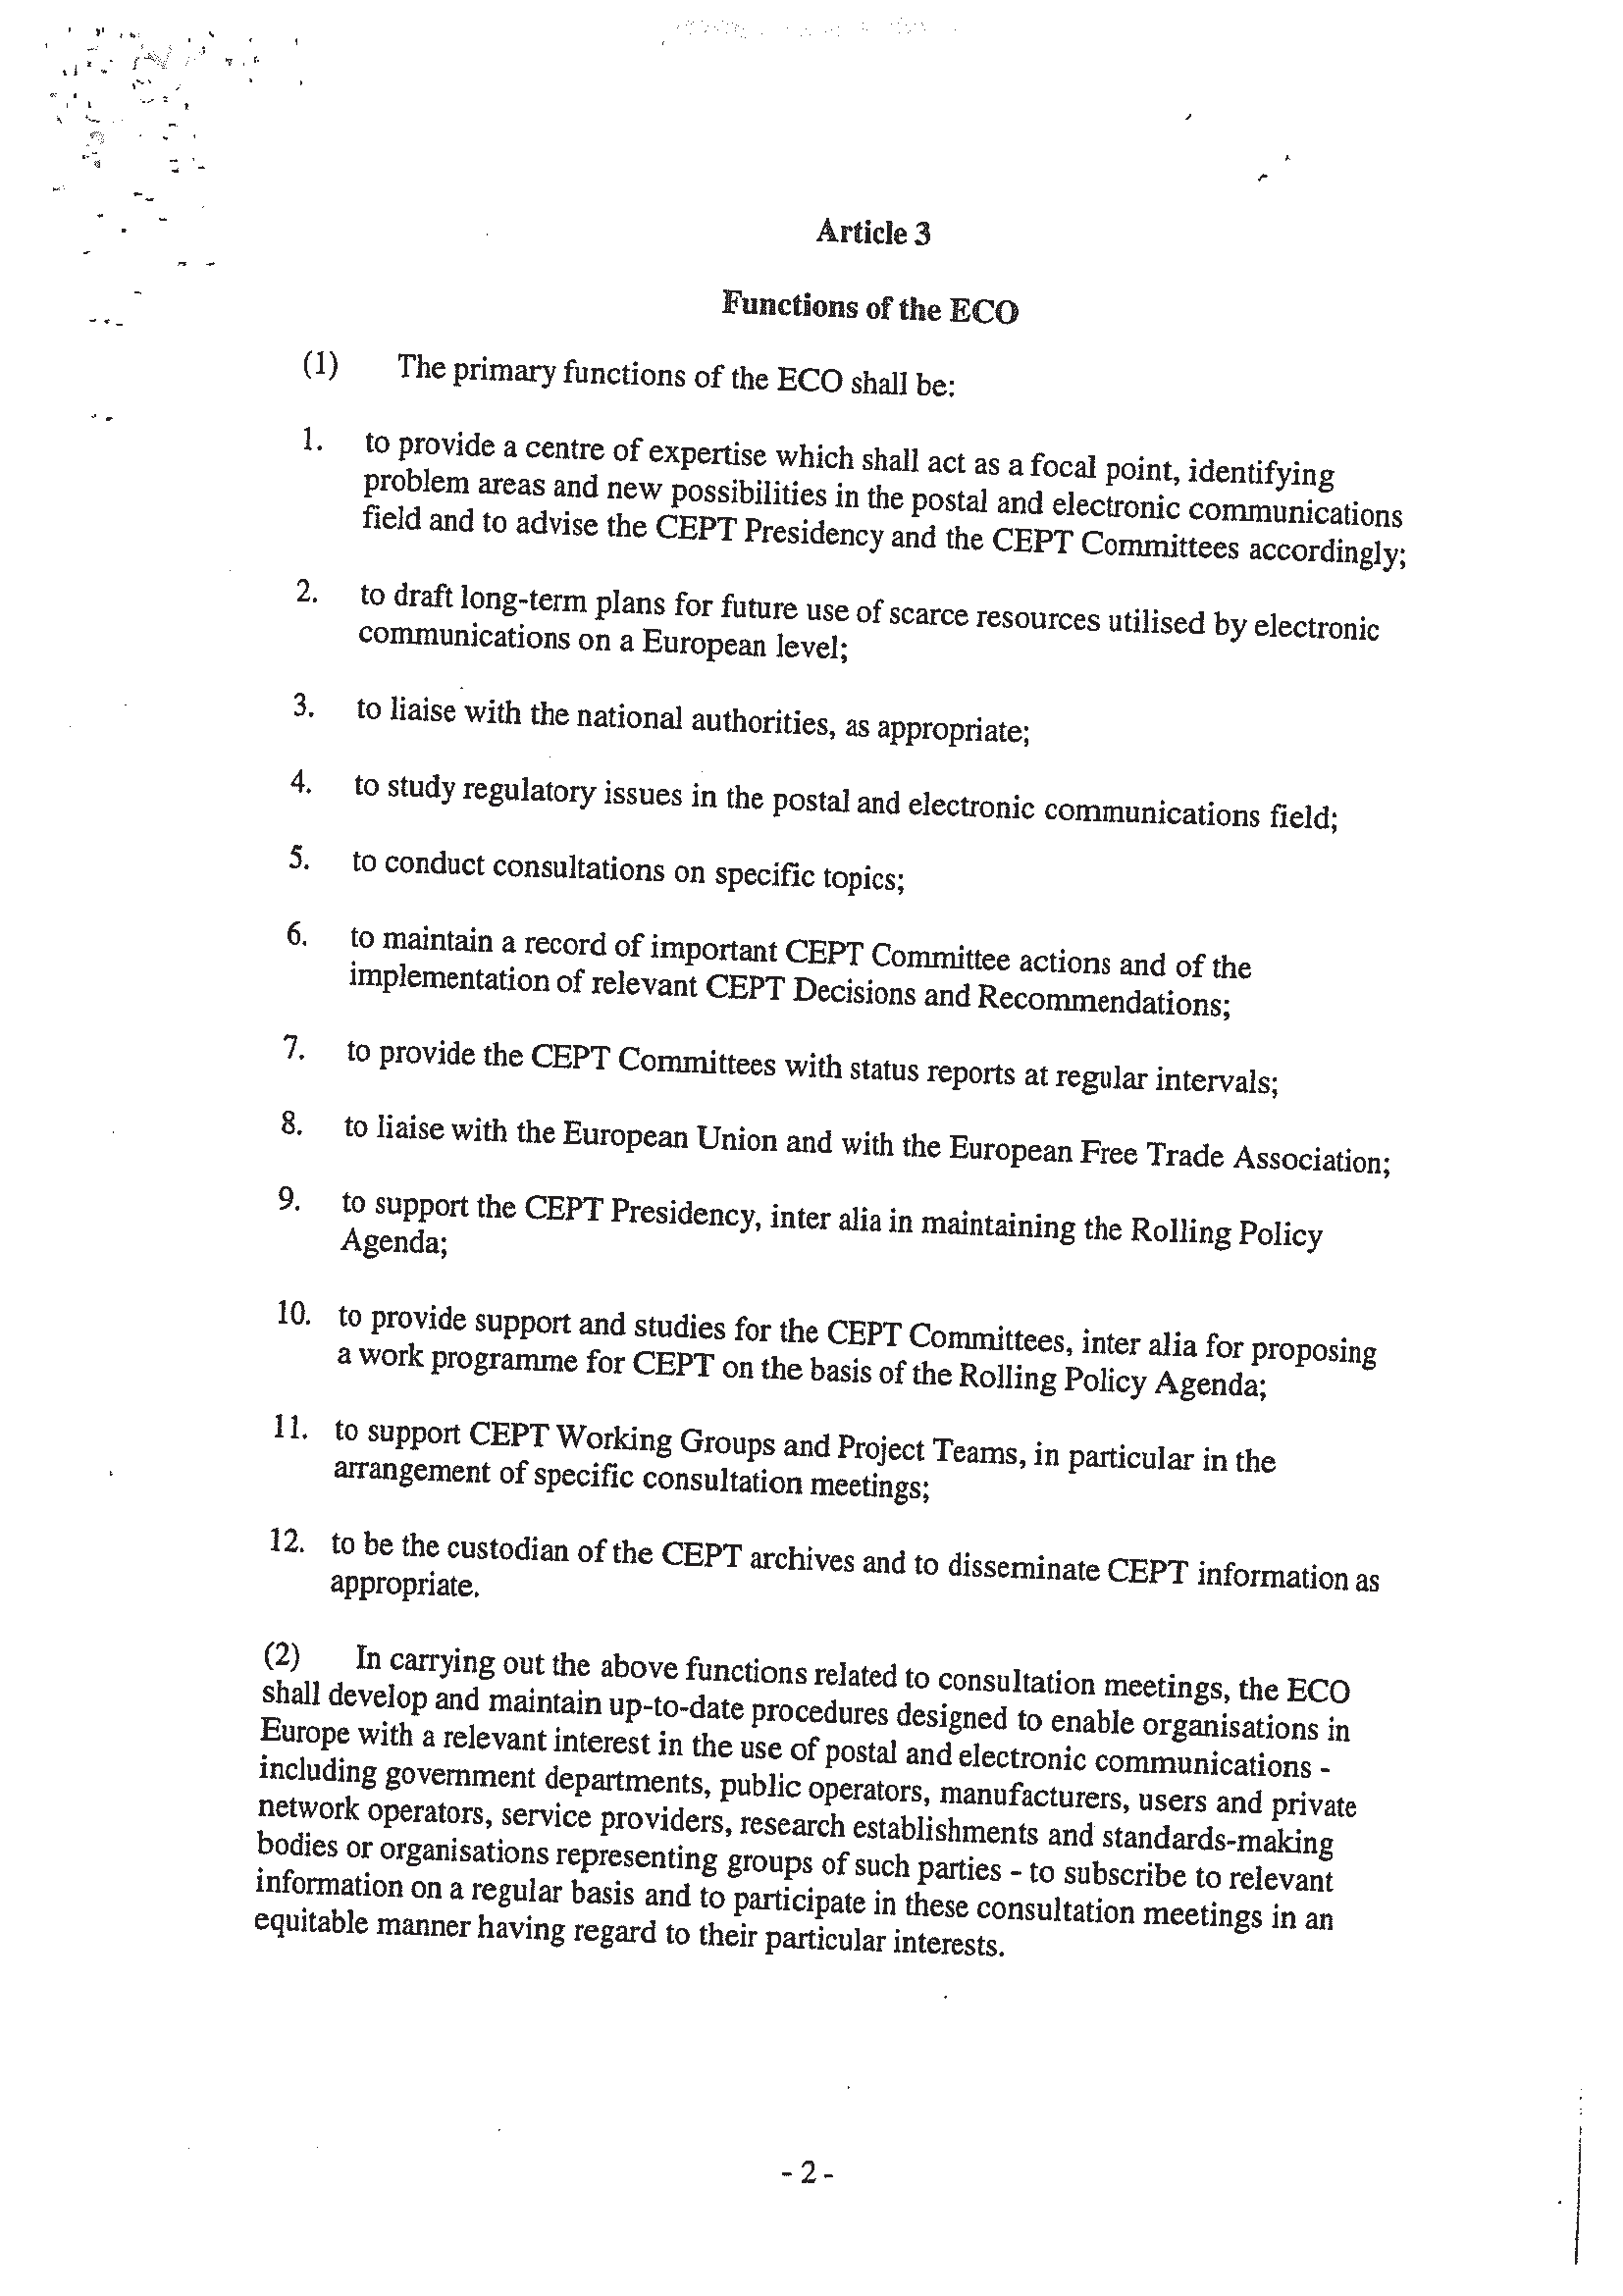 Article 3
Functions of the ECO
(1) The primary functions of the ECO shall be:
1. to provide a centre of expertise which shall act as a focal point, identifying
problem areas and new possibilities in the postal and electronic communications
field and to advise the CEPT Presidency and the CEPT Committees accordingly;
2. to draft long-term plans for future use of scarce resources utilised by electronic
communications on a European level;
3. to liaise with the national authorities, as appropriate;
4. to study regulatory issues in the postal and electronic communications field;
5. to conduct consultations on specific topics;
6. to maintain a record of important CEPT Committee actions and of the
implementation of relevant CEPT Decisions and Recommendations;
7. to provide the CEPT Committees with status reports at regular intervals;
8. to liaise with the European Union and with the European Free Trade Association;
9. to support the CEPT Presidency, inter alia in maintaining the Rolling Policy
Agenda;
10. to provide support and studies for the CEPT Committees, inter alia for proposing
a work programme for CEPT on the basis of the Rolling Policy Agenda;
11. to support CEPT Working Groups and Project Teams, in particular in the
arrangement of specific consultation meetings;
12. to be the custodian of the CEPT archives and to disseminate CEPT information as
appropriate.
(2) In carrying out the above functions related to consultation meetings, the ECO
shall develop and maintain up-to-date procedures designed to enable organisations in
Europe with a relevant interest in the use of postal and electronic communications -
including government departments, public operators, manufacturers, users and private
network operators, service providers, research establishments and standards-making
bodies or organisations representing groups of such parties - to subscribe to relevant
information on a regular basis and to participate in these consultation meetings in an
equitable manner having regard to their particular interests.
- 2 -